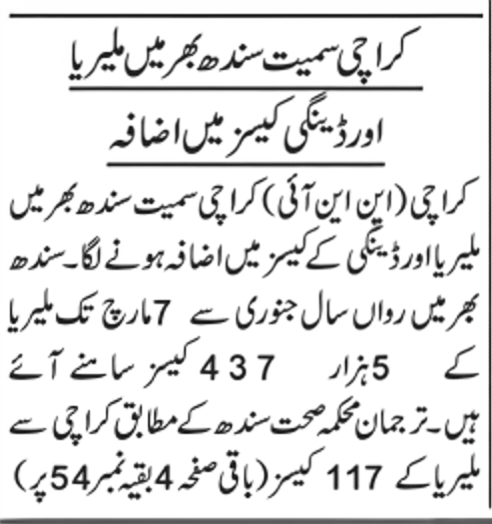 کراچی سمیت سندھ بھر میں ملیریا
اور ڈینگی کیسز میں اضافہ
کراچی (این این آئی) کراچی سمیت سندھ بھر میں
ملیریا اور ڈینگی کے کیسز میں اضافہ ہونے لگا۔ سندھ
بھر میں رواں سال جنوری سے 7 مارچ تک ملیریا
کے 5 ہزار 437 کیسز سامنے آئے
ہیں۔ ترجمان محکمہ صحت سندھ کے مطابق کراچی سے
ملیریا کے 117 کیسز (باقی صفحہ 4 بقیہ نمبر 54 پر)